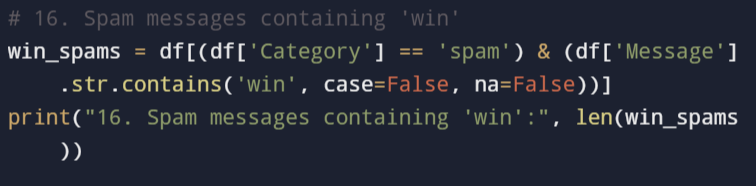 # 16. Spam messages containing 'win'
win_spams = df[(df['Category'] == 'spam') & (df['Message']
    .str.contains('win', case=False, na=False))]
print("16. Spam messages containing 'win':", len(win_spams
    ))